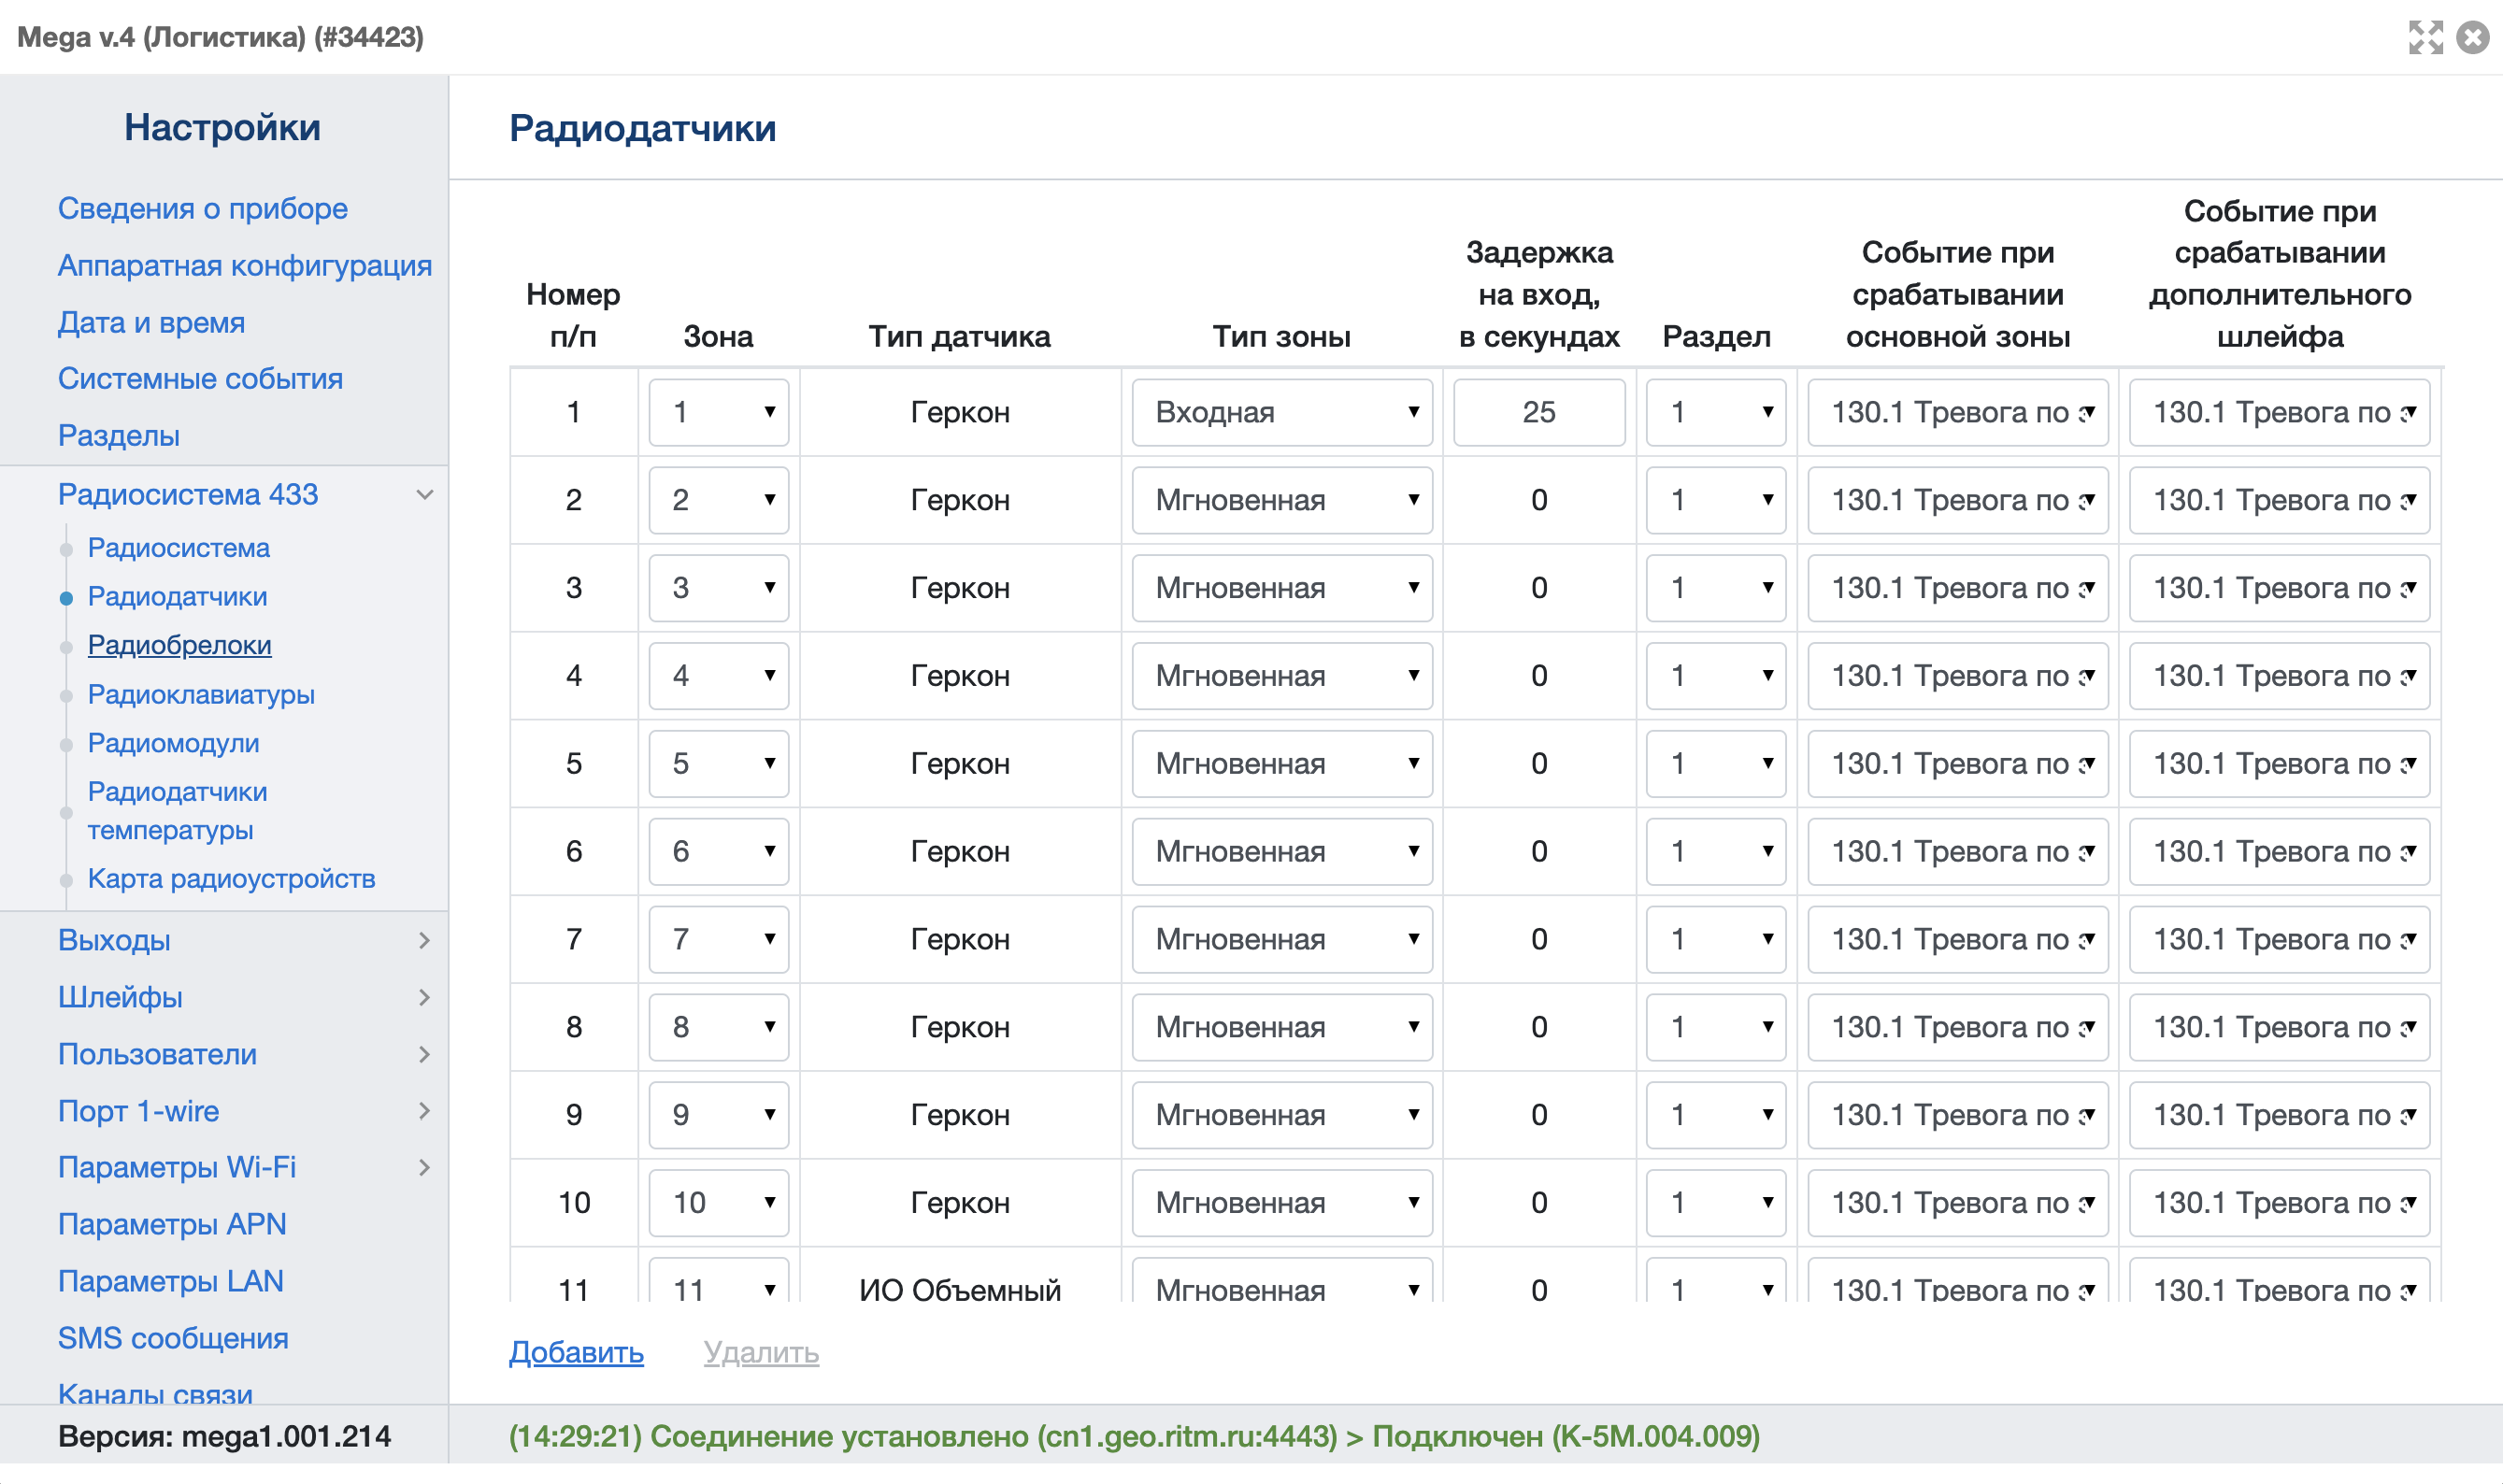 Mega v.4 (Логистика) (#34423)
Настройки
Сведения о приборе
Аппаратная конфигурация
Дата и время
Системные события
Разделы
Радиосистема 433
Радиосистема
Радиодатчики
Радиобрелоки
Радиоклавиатуры
Радиомодули
Радиодатчики
температуры
Карта радиоустройств
Выходы
Шлейфы
Пользователи
Порт 1-wire
Параметры Wi-Fi
Параметры APN
Параметры LAN
SMS сообщения
Каналы связи
Версия: mega1.001.214
Радиодатчики
Номер
п/п
Зона
Тип датчика
Тип зоны
Задержка
на вход,
в секундах
Раздел
Событие при
срабатывании
основной зоны
Событие при
срабатывании
дополнительного
шлейфа
1 1 Геркон Входная 25 1 130.1 Тревога по 130.1 Тревога по
2 2 Геркон Мгновенная 0 1 130.1 Тревога по 130.1 Тревога по
3 3 Геркон Мгновенная 0 1 130.1 Тревога по 130.1 Тревога по
4 4 Геркон Мгновенная 0 1 130.1 Тревога по 130.1 Тревога по
5 5 Геркон Мгновенная 0 1 130.1 Тревога по 130.1 Тревога по
6 6 Геркон Мгновенная 0 1 130.1 Тревога по 130.1 Тревога по
7 7 Геркон Мгновенная 0 1 130.1 Тревога по 130.1 Тревога по
8 8 Геркон Мгновенная 0 1 130.1 Тревога по 130.1 Тревога по
9 9 Геркон Мгновенная 0 1 130.1 Тревога по 130.1 Тревога по
10 10 Геркон Мгновенная 0 1 130.1 Тревога по 130.1 Тревога по
11 11 ИО Объемный Мгновенная 0 1 130.1 Тревога по 130.1 Тревога по
Добавить Удалить
(14:29:21) Соединение установлено (cn1.geo.ritm.ru:4443) > Подключен (K-5M.004.009)